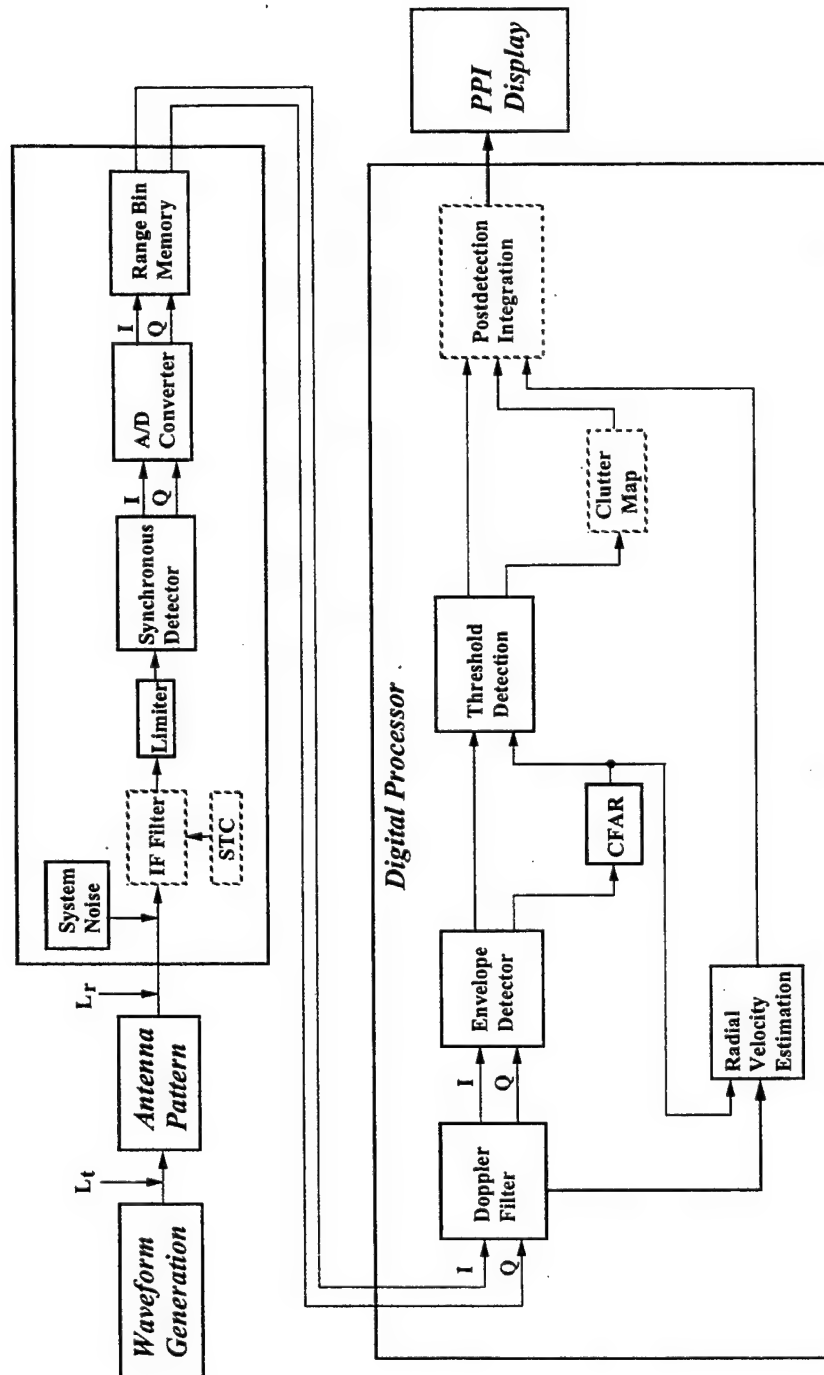 Waveform
Generation
Lt
Antenna
Pattern
Lr
System
Noise
IF Filter
STC
Limiter
Synchronous
Detector
I
Q
A/D
Converter
I
Q
Range Bin
Memory
Digital Processor
I
Q
Doppler
Filter
I
Q
Envelope
Detector
CFAR
Radial
Velocity
Estimation
Threshold
Detection
Clutter
Map
Postdetection
Integration
PPI
Display